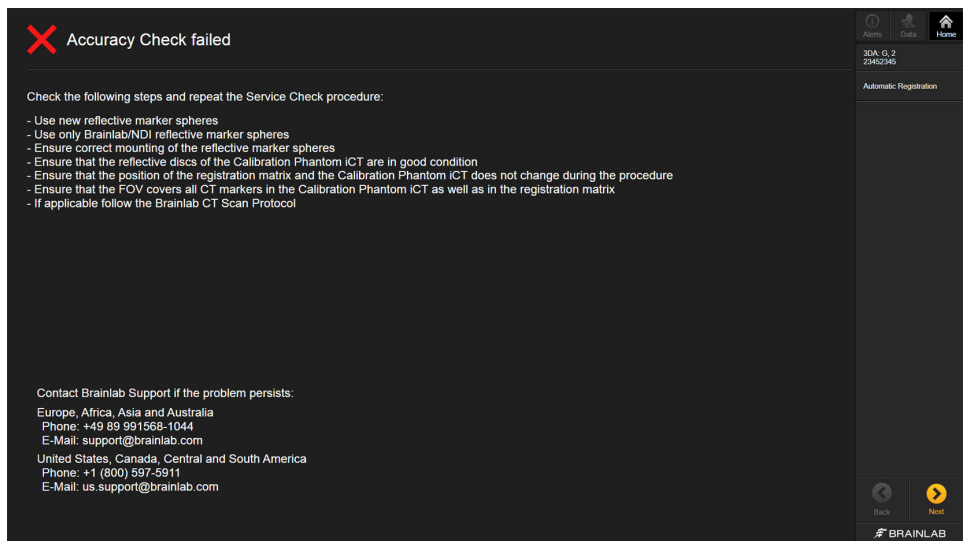 Accuracy Check failed
Check the following steps and repeat the Service Check procedure:
- Use new reflective marker spheres
- Use only Brainlab/NDI reflective marker spheres
- Ensure correct mounting of the reflective marker spheres
- Ensure that the reflective discs of the Calibration Phantom iCT are in good condition
- Ensure that the position of the registration matrix and the Calibration Phantom iCT does not change during the procedure
- Ensure that the FOV covers all CT markers in the Calibration Phantom iCT as well as in the registration matrix
- If applicable follow the Brainlab CT Scan Protocol
Contact Brainlab Support if the problem persists:
Europe, Africa, Asia and Australia
Phone: +49 89 991568-1044
E-Mail: support@brainlab.com
United States, Canada, Central and South America
Phone: +1 (800) 597-5911
E-Mail: us.support@brainlab.com
Alerts Data Home
3DA: G, 2
23452345
Automatic Registration
Back Next
BRAINLAB